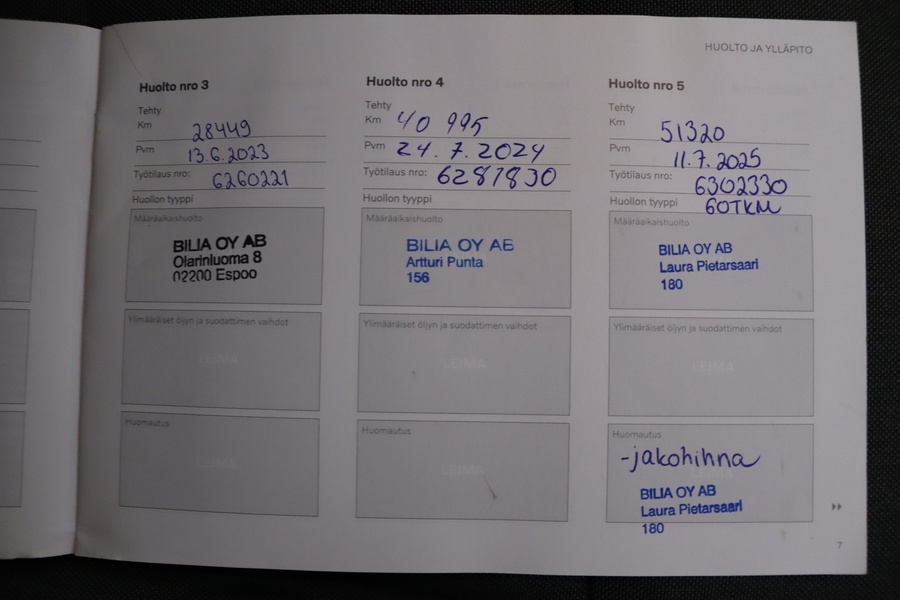 HUOLTO JA YLLÄPITO
Huolto nro 3
Tehty
Km 28449
Pvm 13.6.2023
Työtilaus nro: 6260221
Huollon tyyppi
Määräaikaishuolto
BILIA OY AB
Olarinluoma 8
02200 Espoo
Ylimääräiset öljyn ja suodattimen vaihdot
LEIMA
Huomautus
LEIMA
Huolto nro 4
Tehty
Km 40 995
Pvm 24.7.2024
Työtilaus nro: 6287830
Huollon tyyppi
Määräaikaishuolto
BILIA OY AB
Artturi Punta
156
Ylimääräiset öljyn ja suodattimen vaihdot
LEIMA
Huomautus
LEIMA
Huolto nro 5
Tehty
Km 51320
Pvm 11.7.2025
Työtilaus nro: 6302330
Huollon tyyppi 60TKM
Määräaikaishuolto
BILIA OY AB
Laura Pietarsaari
180
Ylimääräiset öljyn ja suodattimen vaihdot
LEIMA
Huomautus
-jakohihna
BILIA OY AB
Laura Pietarsaari
180
7